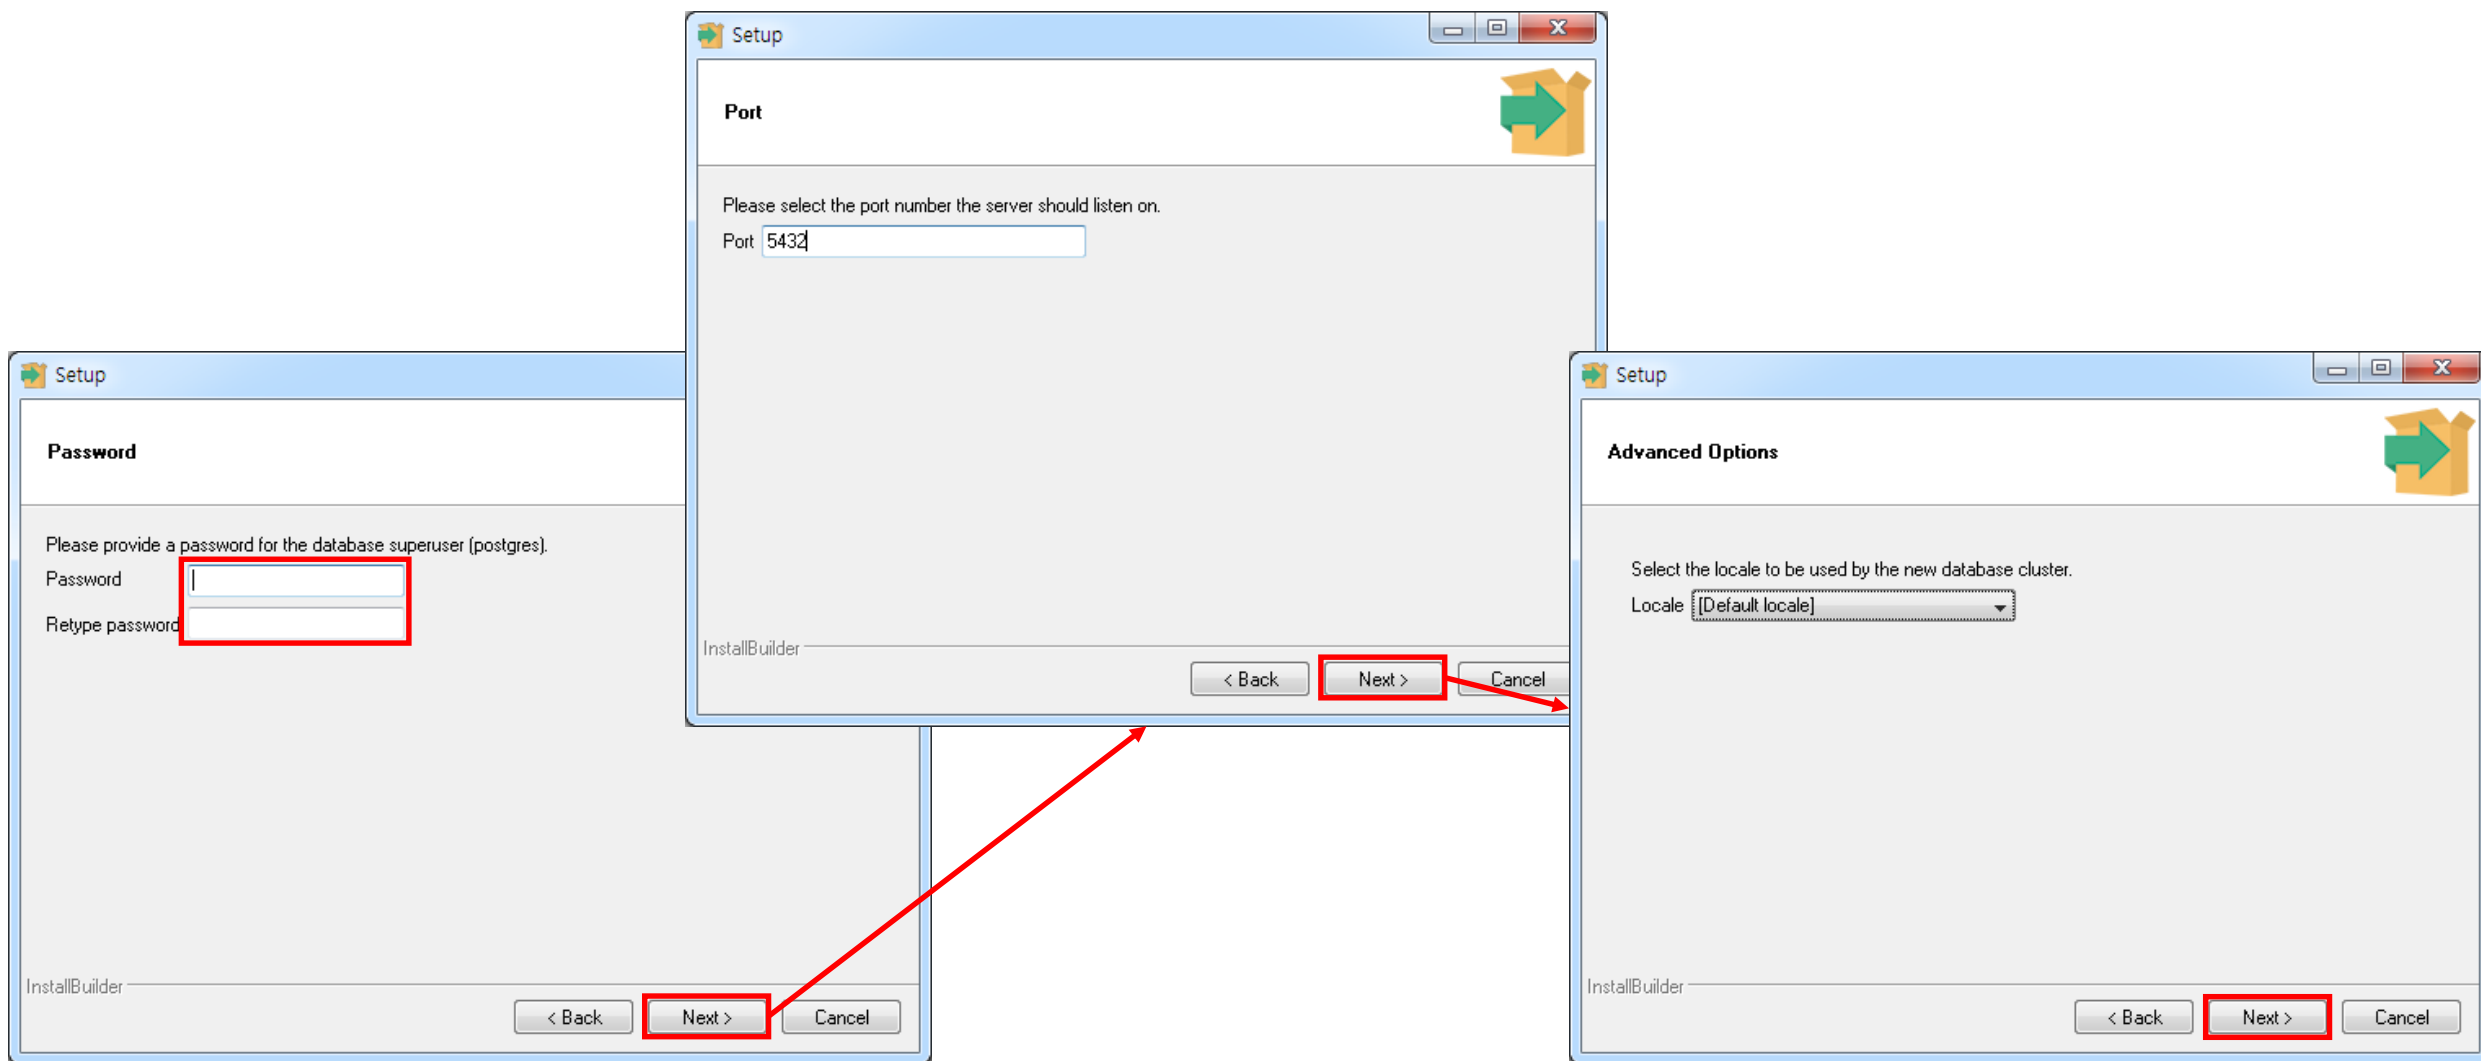 Setup
Password
Please provide a password for the database superuser (postgres).
Password
Retype password
InstallBuilder
< Back
Next >
Cancel
Setup
Port
Please select the port number the server should listen on.
Port 5432
InstallBuilder
< Back
Next >
Cancel
Setup
Advanced Options
Select the locale to be used by the new database cluster.
Locale [Default locale]
InstallBuilder
< Back
Next >
Cancel